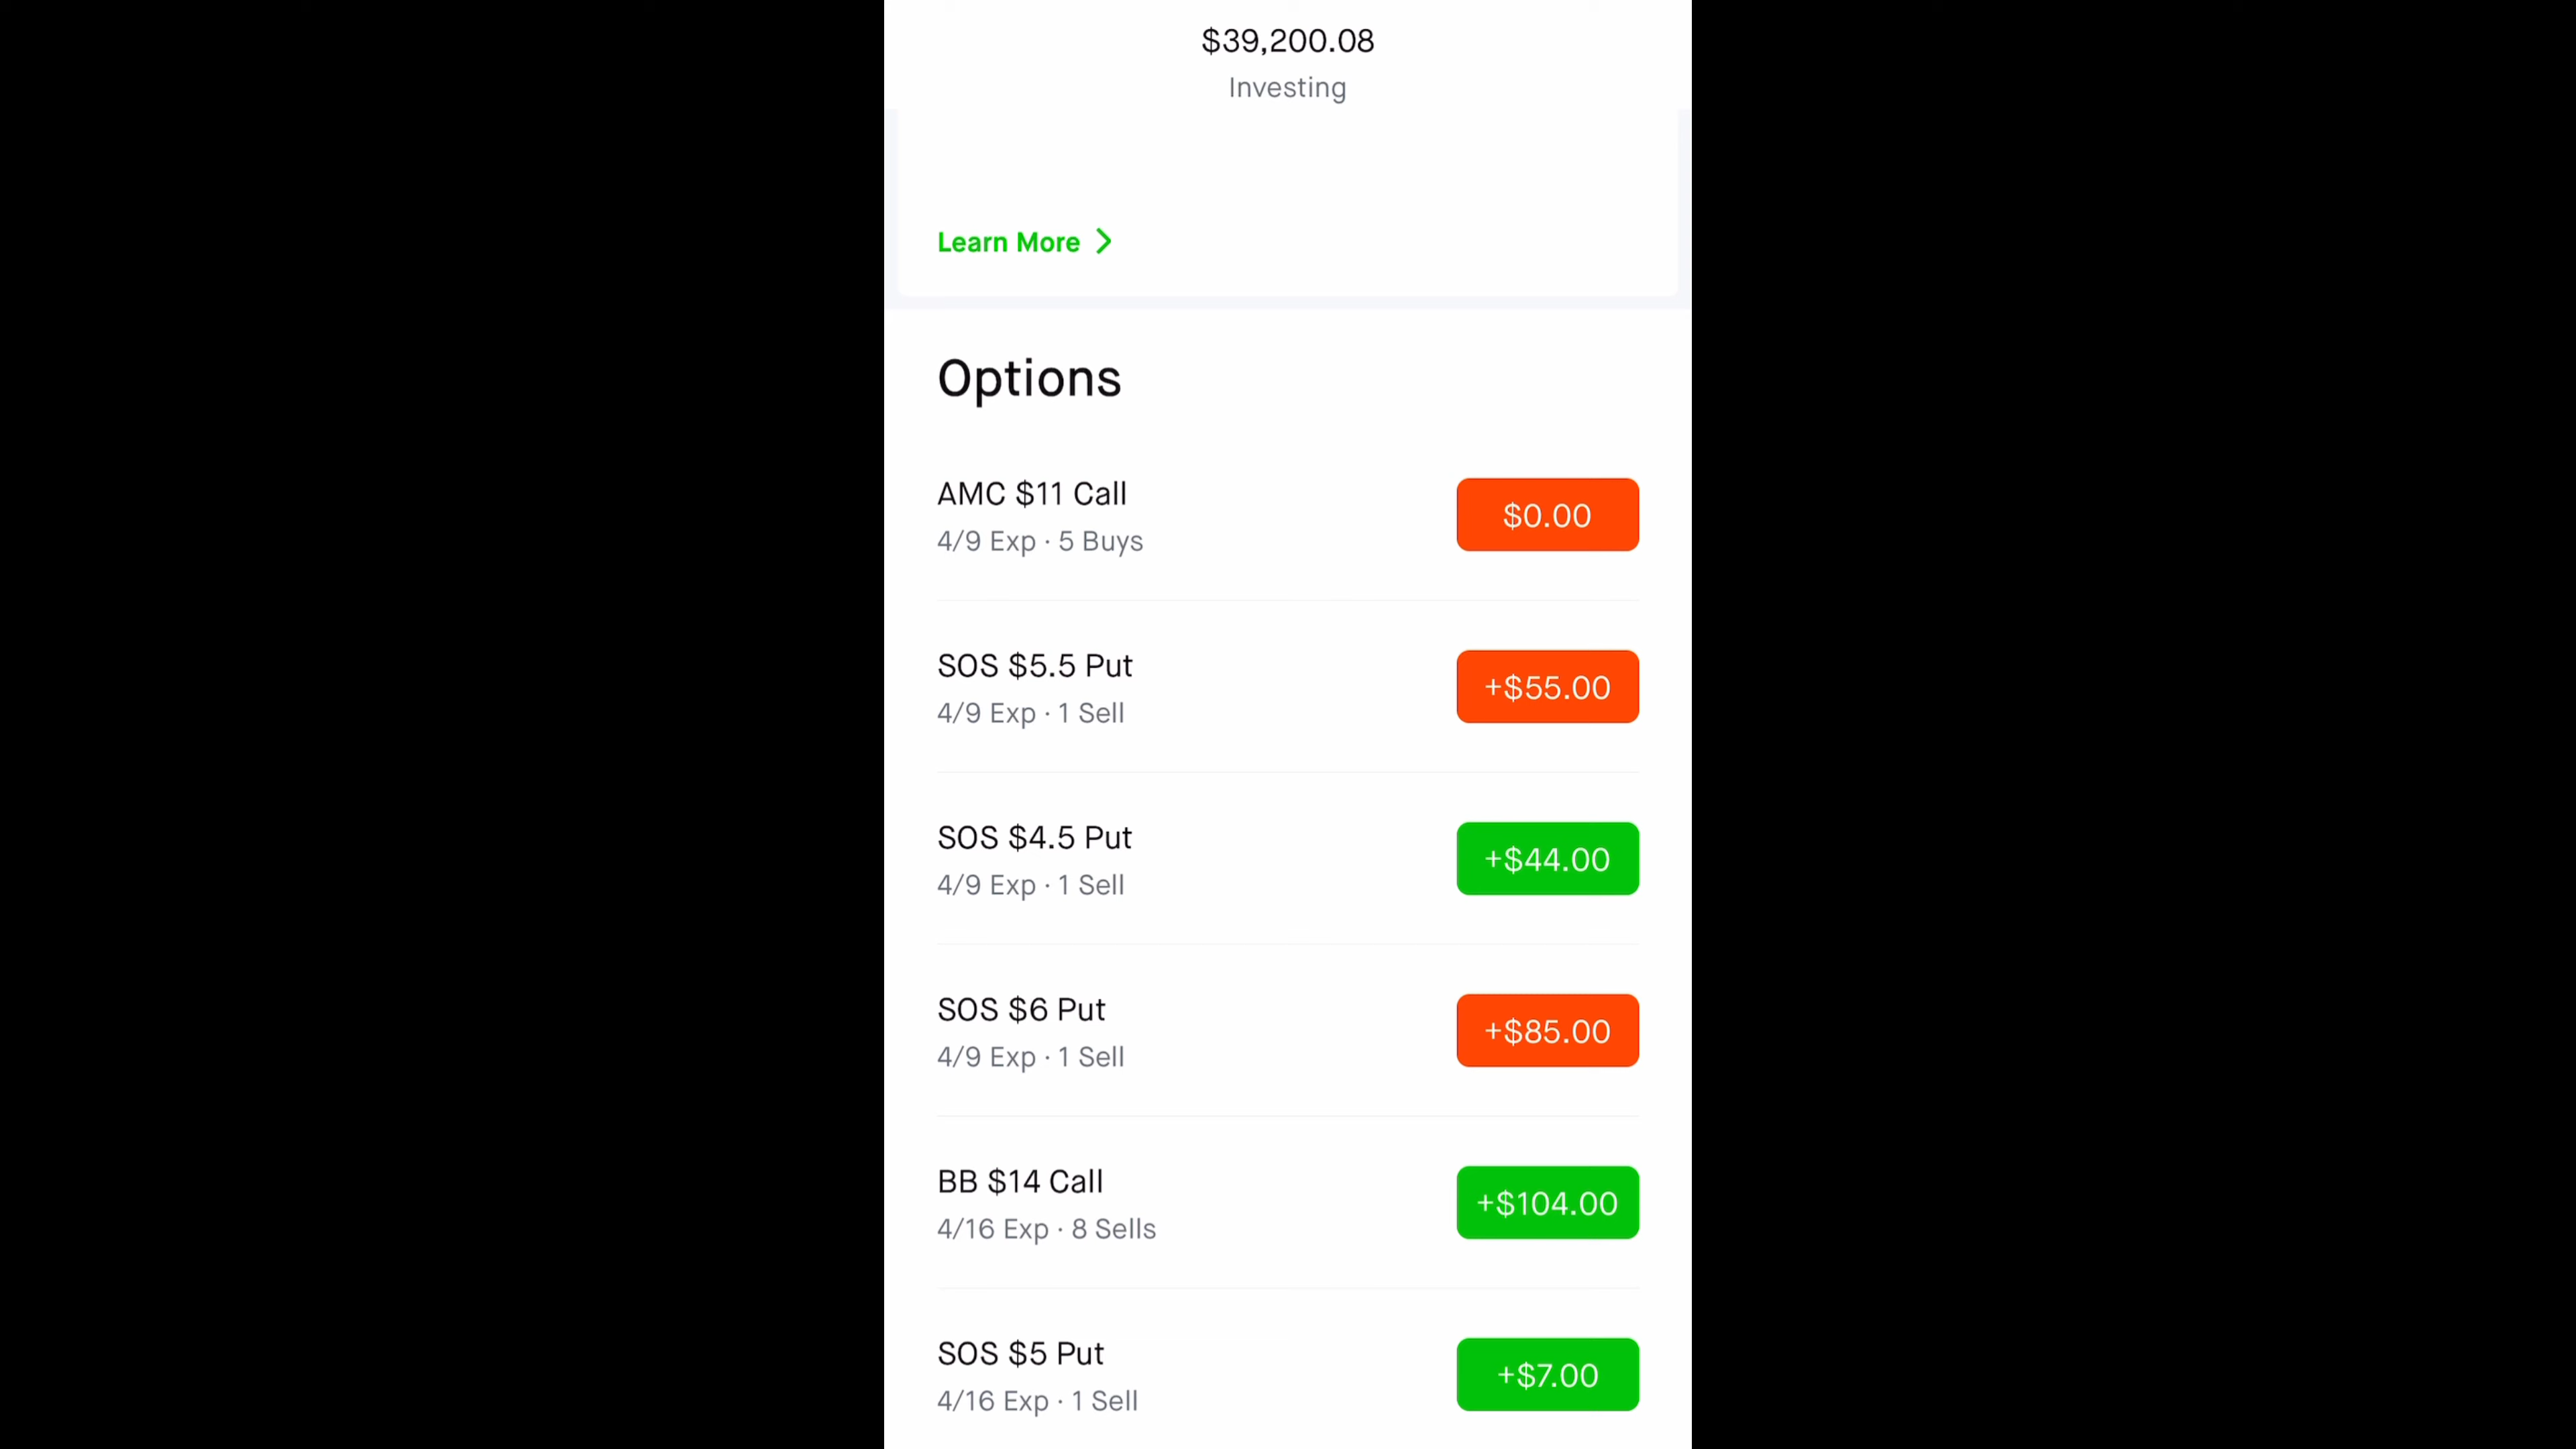 $39,200.08
Investing
Learn More
Options
AMC $11 Call
$0.00
4/9 Exp · 5 Buys
SOS $5.5 Put
+$55.00
4/9 Exp · 1 Sell
SOS $4.5 Put
+$44.00
4/9 Exp · 1 Sell
SOS $6 Put
+$85.00
4/9 Exp · 1 Sell
BB $14 Call
+$104.00
4/16 Exp · 8 Sells
SOS $5 Put
+$7.00
4/16 Exp · 1 Sell